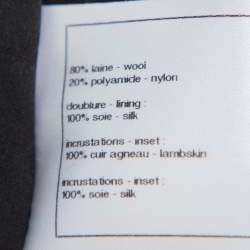 80% laine - wool
20% polyamide - nylon
doublure - lining :
100% soie - silk
incrustations - inset :
100% cuir agneau - lambskin
incrustations - inset :
100% soie - silk